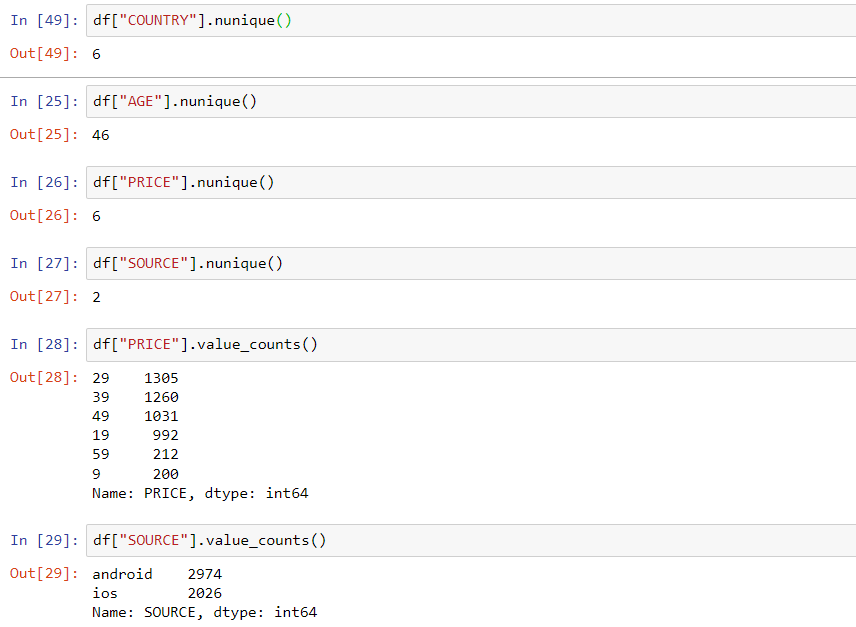 In [49]: df["COUNTRY"].nunique()
Out[49]: 6
In [25]: df["AGE"].nunique()
Out[25]: 46
In [26]: df["PRICE"].nunique()
Out[26]: 6
In [27]: df["SOURCE"].nunique()
Out[27]: 2
In [28]: df["PRICE"].value_counts()
Out[28]: 29    1305
39    1260
49    1031
19     992
59     212
9      200
Name: PRICE, dtype: int64
In [29]: df["SOURCE"].value_counts()
Out[29]: android    2974
ios        2026
Name: SOURCE, dtype: int64